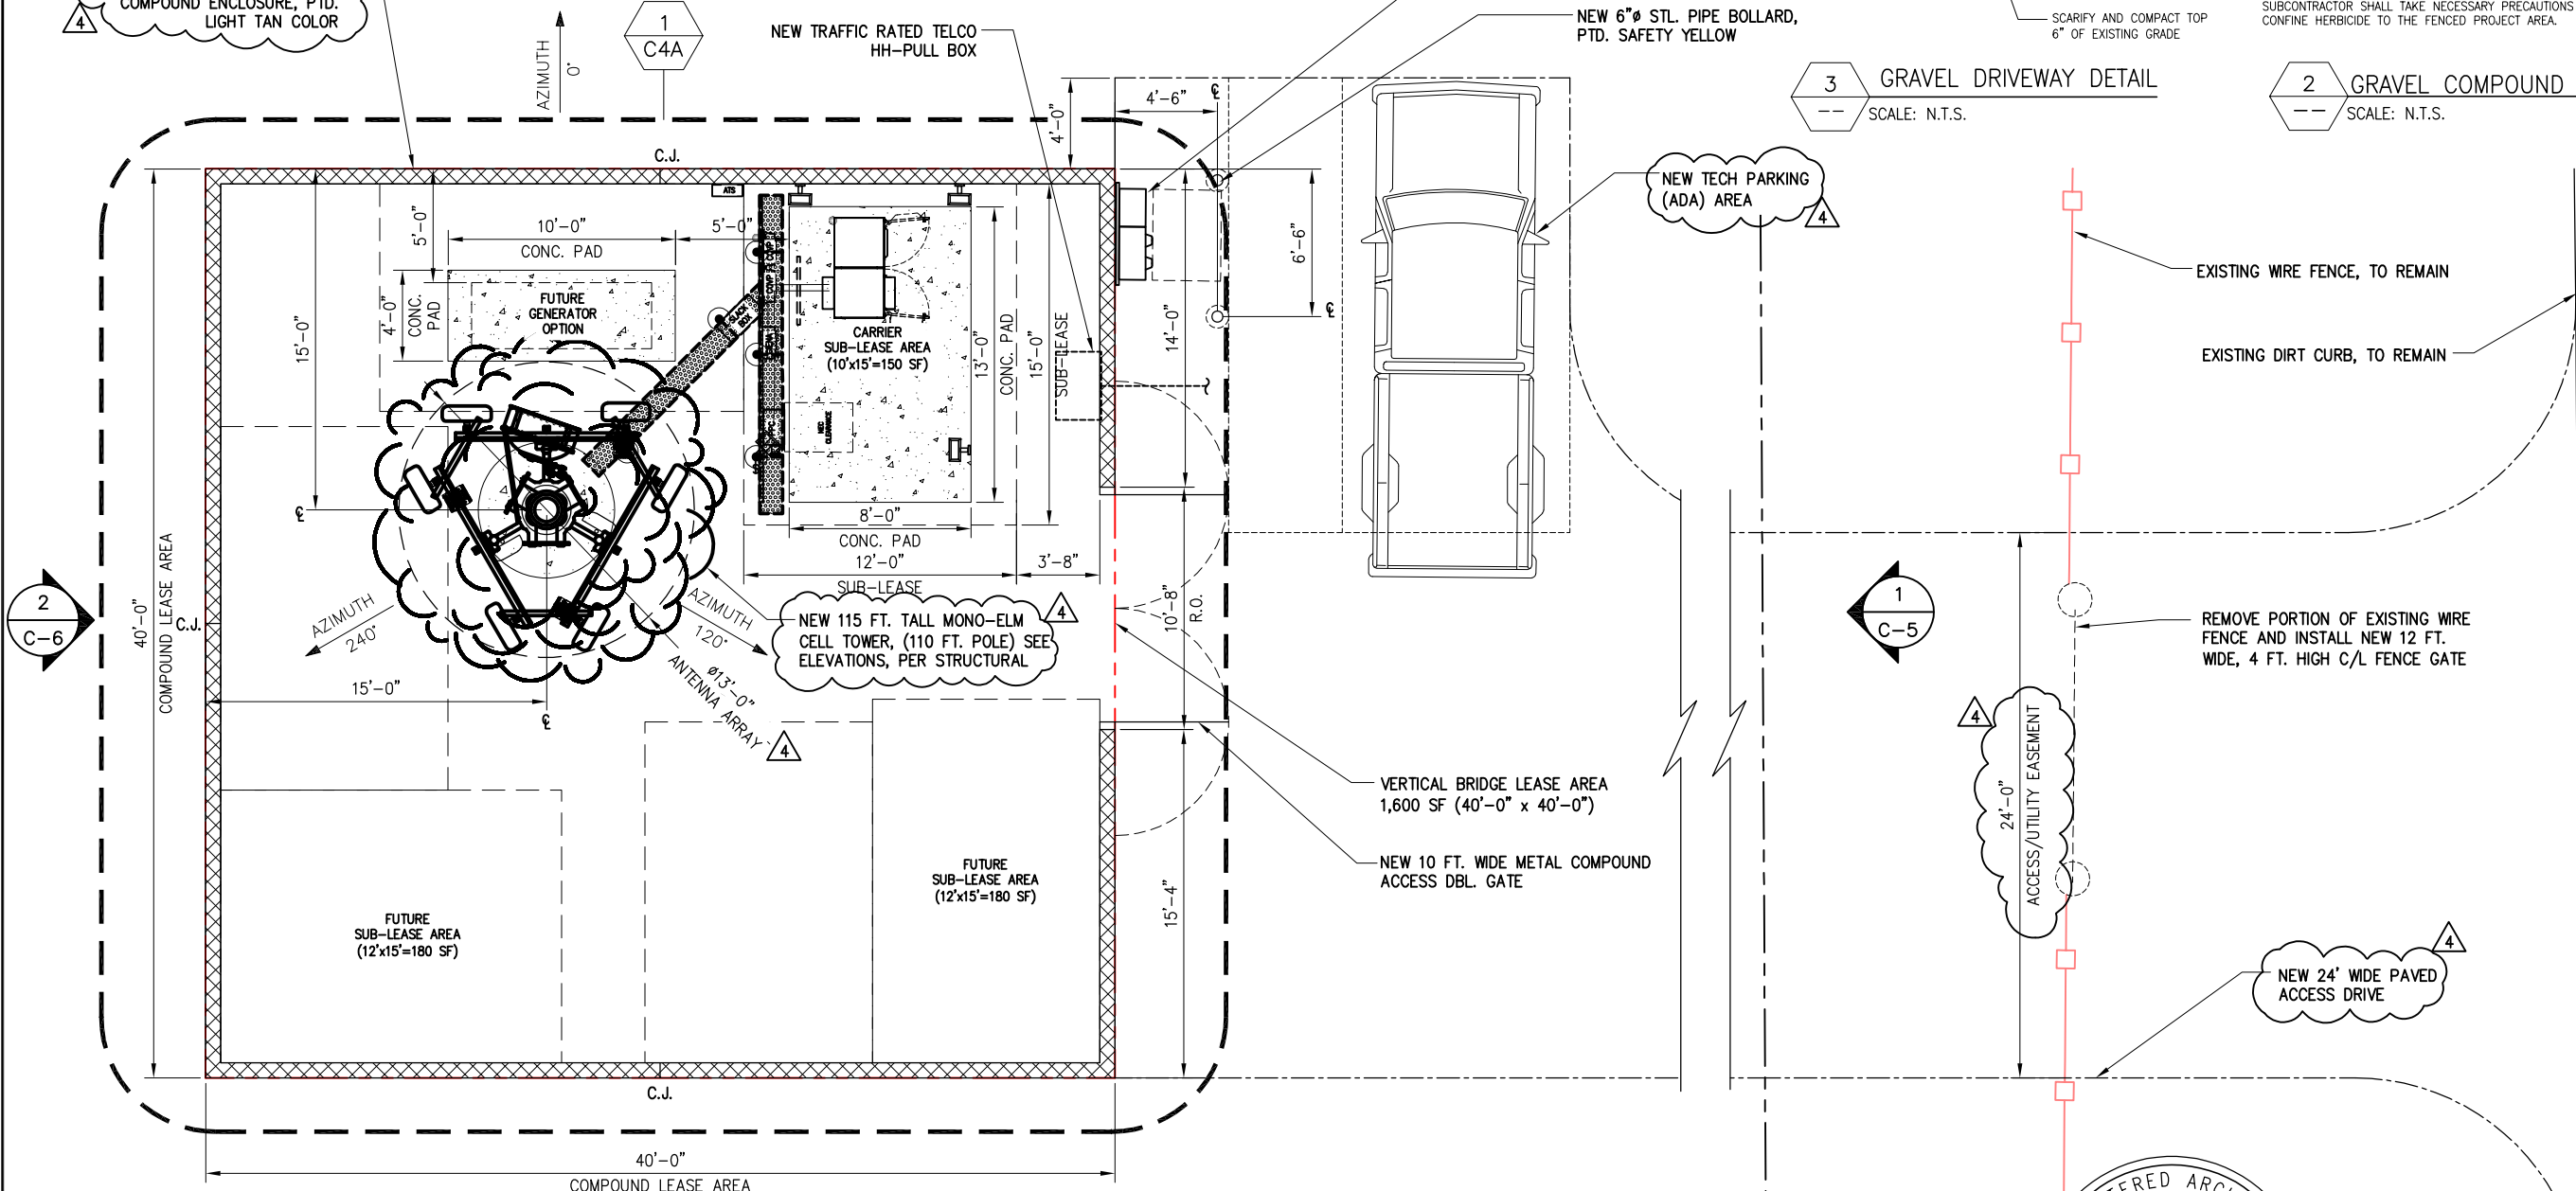 COMPOUND ENCLOSURE, PTD.
LIGHT TAN COLOR
4
AZIMUTH
0°
1
C4A
NEW TRAFFIC RATED TELCO
HH-PULL BOX
NEW 6"ø STL. PIPE BOLLARD,
PTD. SAFETY YELLOW
SCARIFY AND COMPACT TOP
6" OF EXISTING GRADE
SUBCONTRACTOR SHALL TAKE NECESSARY PRECAUTIONS
CONFINE HERBICIDE TO THE FENCED PROJECT AREA.
3
GRAVEL DRIVEWAY DETAIL
--
SCALE: N.T.S.
2
GRAVEL COMPOUND
--
SCALE: N.T.S.
4'-0"
4'-6"
℄
C.J.
ATS
NEW TECH PARKING
(ADA) AREA
4
5'-0"
10'-0"
CONC. PAD
5'-0"
6'-6"
℄
EXISTING WIRE FENCE, TO REMAIN
EXISTING DIRT CURB, TO REMAIN
4'-0"
CONC.
PAD
FUTURE
GENERATOR
OPTION
SLACK
BOX
15'-0"
CARRIER
SUB-LEASE AREA
(10'x15'=150 SF)
13'-0"
CONC. PAD
15'-0"
SUB-LEASE
14'-0"
NEC
CLEARANCE
PPC
℄
8'-0"
CONC. PAD
12'-0"
SUB-LEASE
3'-8"
2
C-6
40'-0"
COMPOUND LEASE AREA
C.J.
AZIMUTH
240°
AZIMUTH
120°
NEW 115 FT. TALL MONO-ELM
CELL TOWER, (110 FT. POLE) SEE
ELEVATIONS, PER STRUCTURAL
4
10'-8"
R.O.
1
C-5
REMOVE PORTION OF EXISTING WIRE
FENCE AND INSTALL NEW 12 FT.
WIDE, 4 FT. HIGH C/L FENCE GATE
15'-0"
℄
ø13'-0"
ANTENNA ARRAY
4
4
24'-0"
ACCESS/UTILITY EASEMENT
VERTICAL BRIDGE LEASE AREA
1,600 SF (40'-0" x 40'-0")
NEW 10 FT. WIDE METAL COMPOUND
ACCESS DBL. GATE
15'-4"
FUTURE
SUB-LEASE AREA
(12'x15'=180 SF)
FUTURE
SUB-LEASE AREA
(12'x15'=180 SF)
4
NEW 24' WIDE PAVED
ACCESS DRIVE
C.J.
40'-0"
COMPOUND LEASE AREA